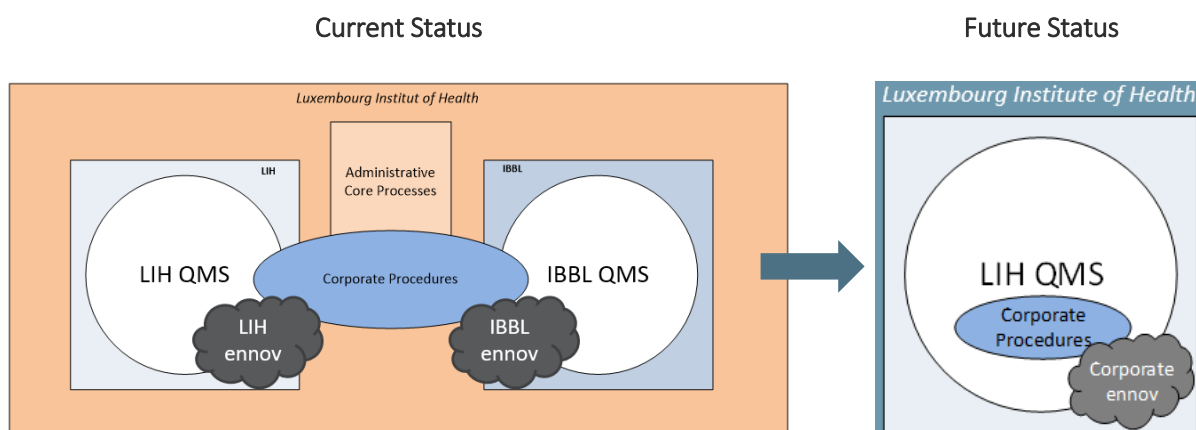 Current Status
Future Status
Luxembourg Institut of Health
Administrative
Core Processes
LIH
IBBL
LIH QMS
Corporate Procedures
IBBL QMS
LIH
ennov
IBBL
ennov
Luxembourg Institute of Health
LIH QMS
Corporate
Procedures
Corporate
ennov